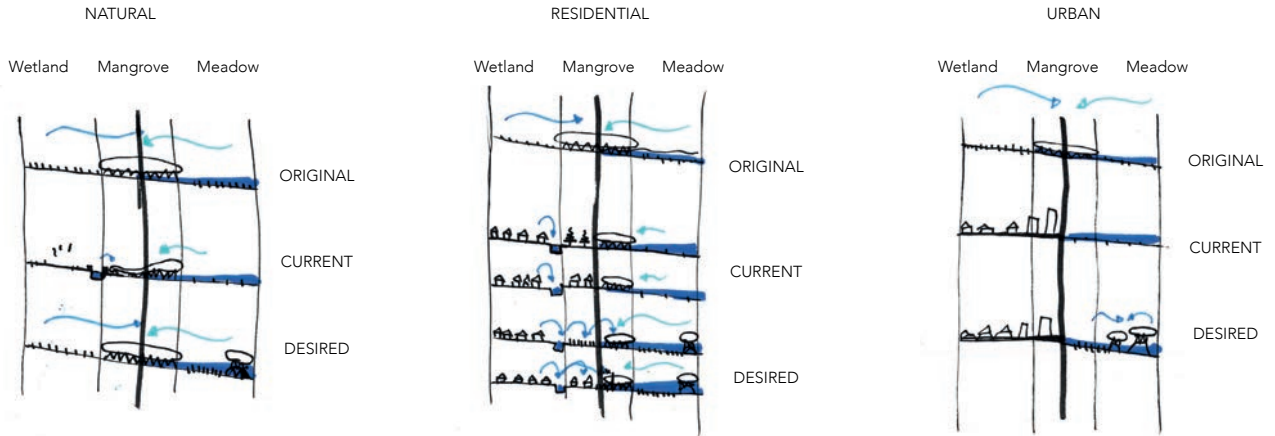 NATURAL
Wetland Mangrove Meadow
ORIGINAL
CURRENT
DESIRED
RESIDENTIAL
Wetland Mangrove Meadow
ORIGINAL
CURRENT
DESIRED
URBAN
Wetland Mangrove Meadow
ORIGINAL
CURRENT
DESIRED